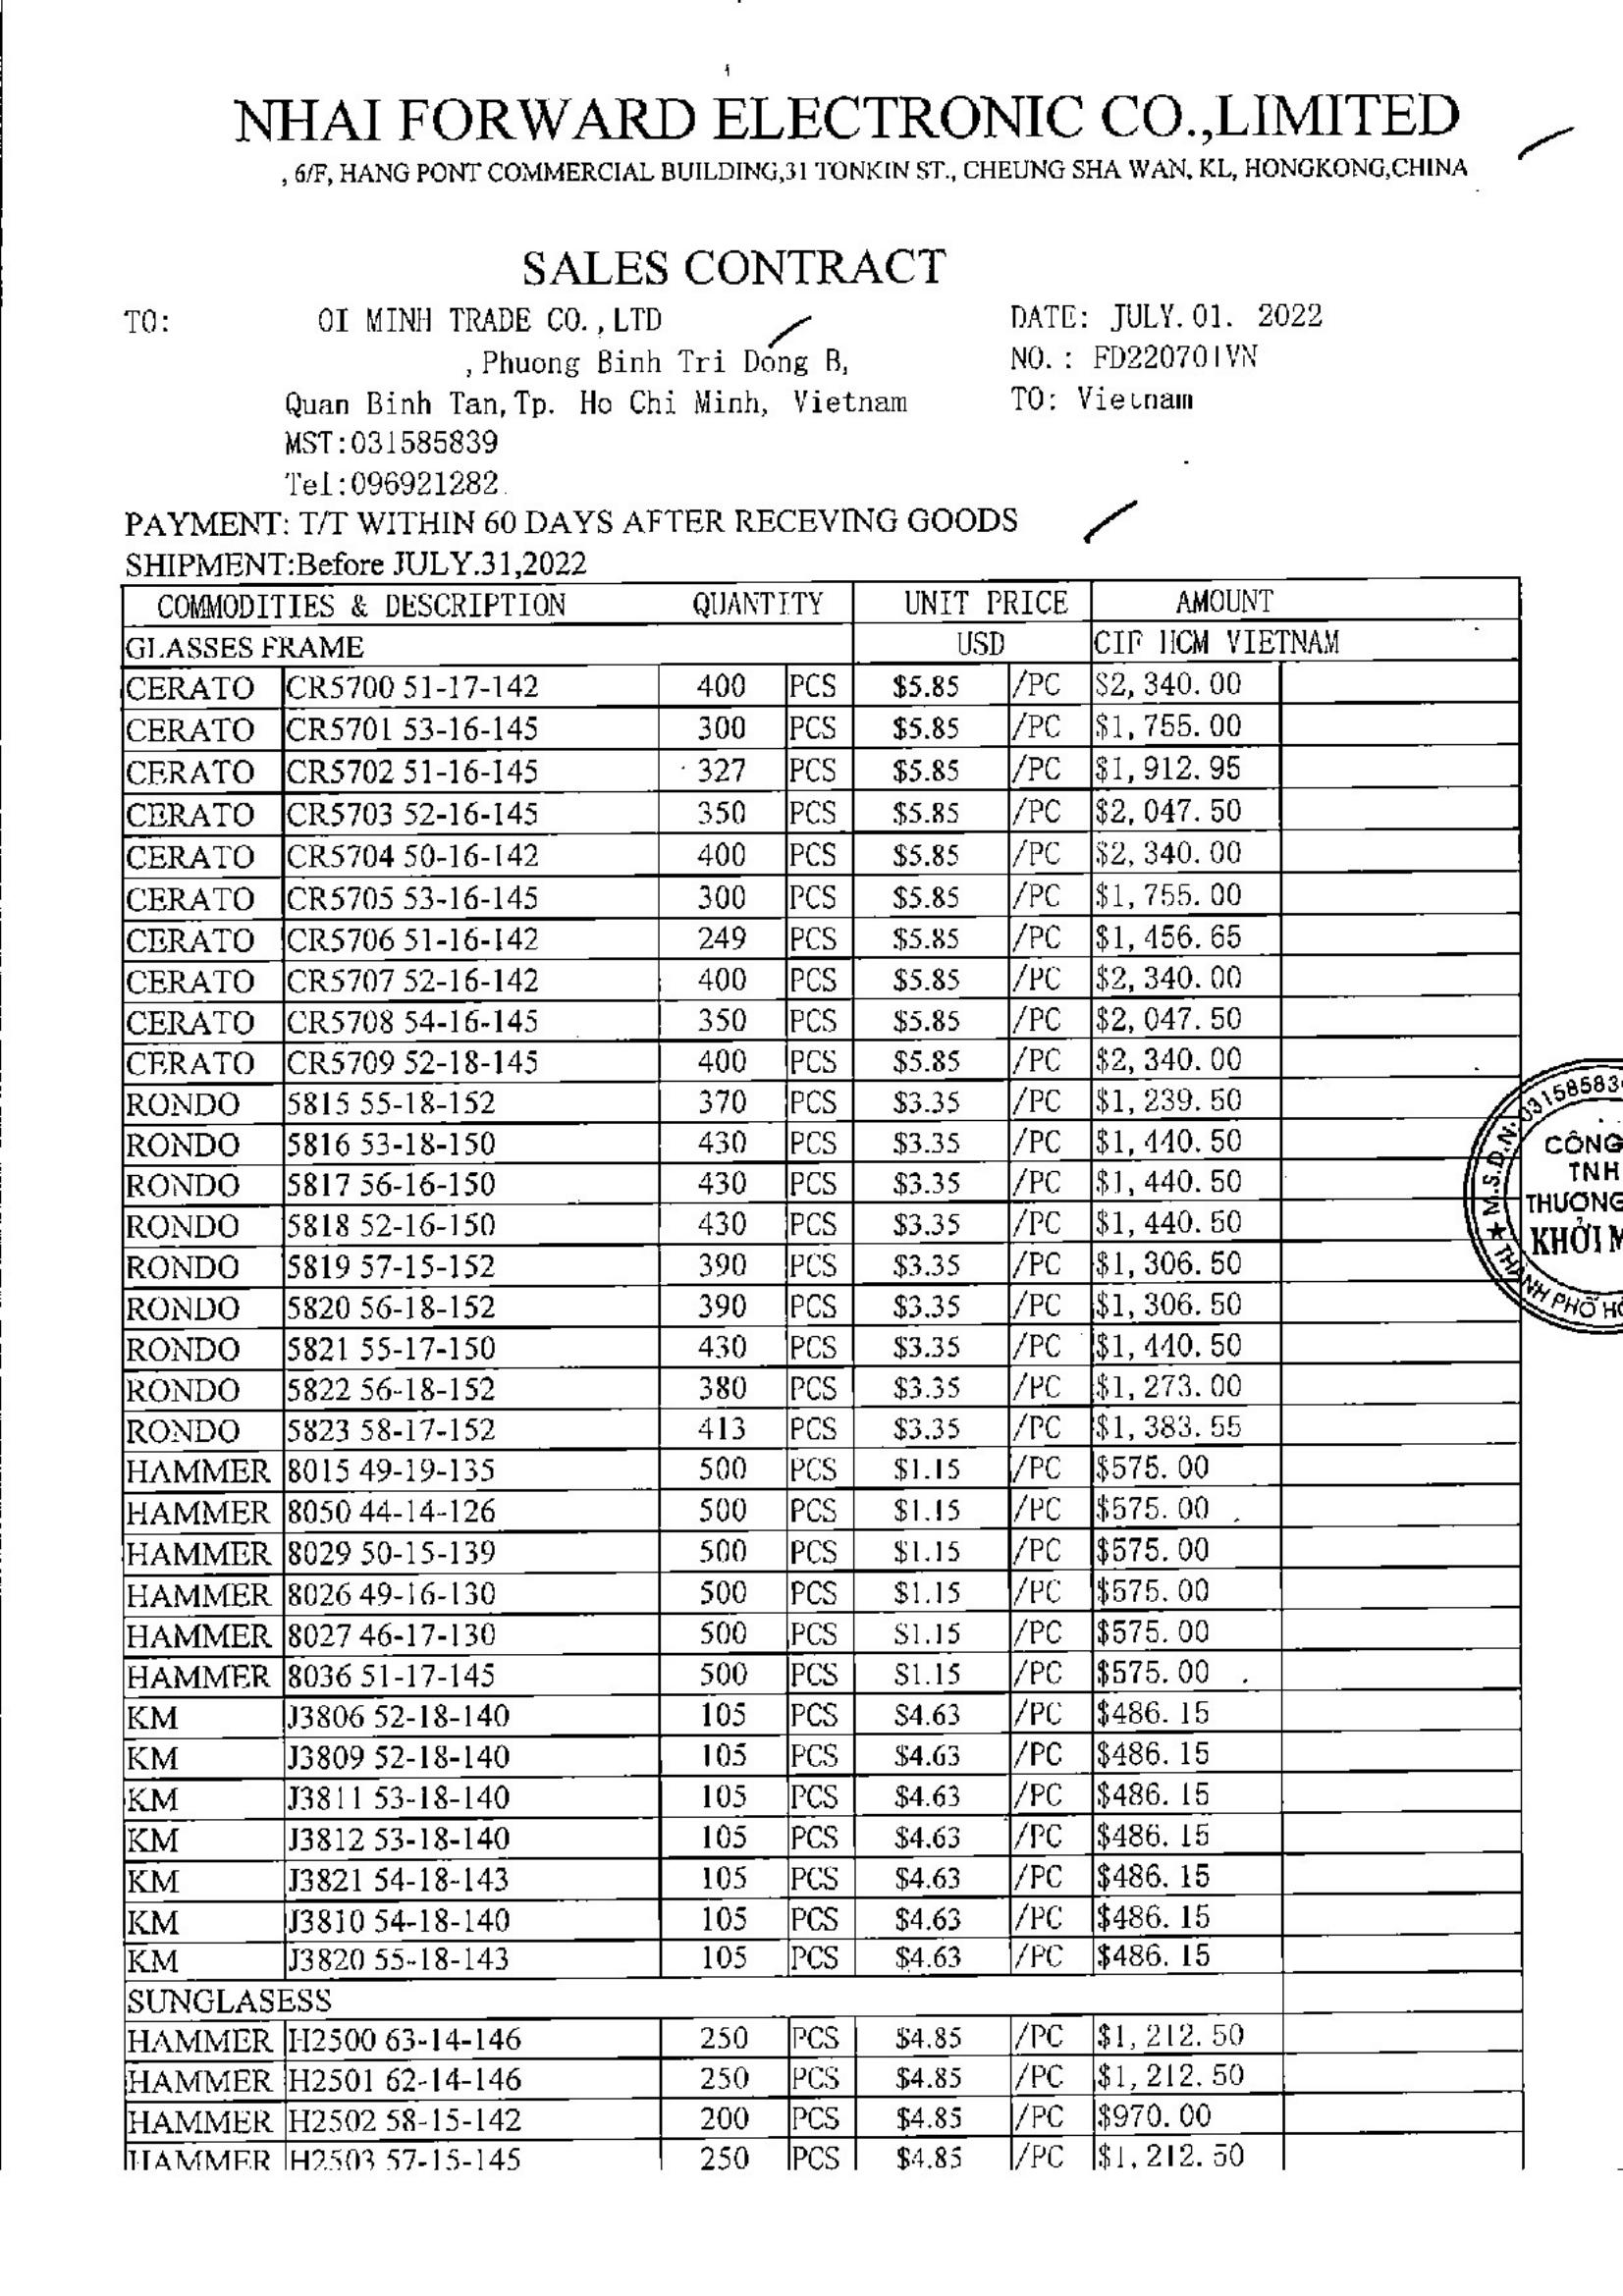 NHAI FORWARD ELECTRONIC CO.,LIMITED
, 6/F, HANG PONT COMMERCIAL BUILDING,31 TONKIN ST., CHEUNG SHA WAN, KL, HONGKONG,CHINA
SALES CONTRACT
TO: OI MINH TRADE CO.,LTD DATE: JULY.01. 2022
, Phuong Binh Tri Dong B, NO.: FD220701VN
Quan Binh Tan,Tp. Ho Chi Minh, Vietnam TO: Vietnam
MST:031585839
Tel:096921282
PAYMENT: T/T WITHIN 60 DAYS AFTER RECEVING GOODS
SHIPMENT:Before JULY.31,2022
COMMODITIES & DESCRIPTION QUANTITY UNIT PRICE AMOUNT
GLASSES FRAME USD CIF HCM VIETNAM
CERATO CR5700 51-17-142 400 PCS $5.85 /PC $2,340.00
CERATO CR5701 53-16-145 300 PCS $5.85 /PC $1,755.00
CERATO CR5702 51-16-145 327 PCS $5.85 /PC $1,912.95
CERATO CR5703 52-16-145 350 PCS $5.85 /PC $2,047.50
CERATO CR5704 50-16-142 400 PCS $5.85 /PC $2,340.00
CERATO CR5705 53-16-145 300 PCS $5.85 /PC $1,755.00
CERATO CR5706 51-16-142 249 PCS $5.85 /PC $1,456.65
CERATO CR5707 52-16-142 400 PCS $5.85 /PC $2,340.00
CERATO CR5708 54-16-145 350 PCS $5.85 /PC $2,047.50
CERATO CR5709 52-18-145 400 PCS $5.85 /PC $2,340.00
RONDO 5815 55-18-152 370 PCS $3.35 /PC $1,239.50
RONDO 5816 53-18-150 430 PCS $3.35 /PC $1,440.50
RONDO 5817 56-16-150 430 PCS $3.35 /PC $1,440.50
RONDO 5818 52-16-150 430 PCS $3.35 /PC $1,440.50
RONDO 5819 57-15-152 390 PCS $3.35 /PC $1,306.50
RONDO 5820 56-18-152 390 PCS $3.35 /PC $1,306.50
RONDO 5821 55-17-150 430 PCS $3.35 /PC $1,440.50
RONDO 5822 56-18-152 380 PCS $3.35 /PC $1,273.00
RONDO 5823 58-17-152 413 PCS $3.35 /PC $1,383.55
HAMMER 8015 49-19-135 500 PCS $1.15 /PC $575.00
HAMMER 8050 44-14-126 500 PCS $1.15 /PC $575.00
HAMMER 8029 50-15-139 500 PCS $1.15 /PC $575.00
HAMMER 8026 49-16-130 500 PCS $1.15 /PC $575.00
HAMMER 8027 46-17-130 500 PCS $1.15 /PC $575.00
HAMMER 8036 51-17-145 500 PCS $1.15 /PC $575.00
KM J3806 52-18-140 105 PCS $4.63 /PC $486.15
KM J3809 52-18-140 105 PCS $4.63 /PC $486.15
KM J3811 53-18-140 105 PCS $4.63 /PC $486.15
KM J3812 53-18-140 105 PCS $4.63 /PC $486.15
KM J3821 54-18-143 105 PCS $4.63 /PC $486.15
KM J3810 54-18-140 105 PCS $4.63 /PC $486.15
KM J3820 55-18-143 105 PCS $4.63 /PC $486.15
SUNGLASESS
HAMMER H2500 63-14-146 250 PCS $4.85 /PC $1,212.50
HAMMER H2501 62-14-146 250 PCS $4.85 /PC $1,212.50
HAMMER H2502 58-15-142 200 PCS $4.85 /PC $970.00
HAMMER H2503 57-15-145 250 PCS $4.85 /PC $1,212.50
M.S.D.N: 03158583
CÔNG
TNH
THƯƠNG
KHỞI M
THÀNH PHỐ HỒ